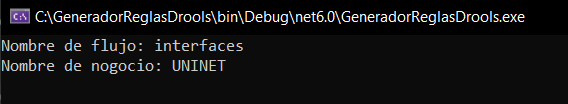 C:\GeneradorReglasDrools\bin\Debug\net6.0\GeneradorReglasDrools.exe
Nombre de flujo: interfaces
Nombre de nogocio: UNINET